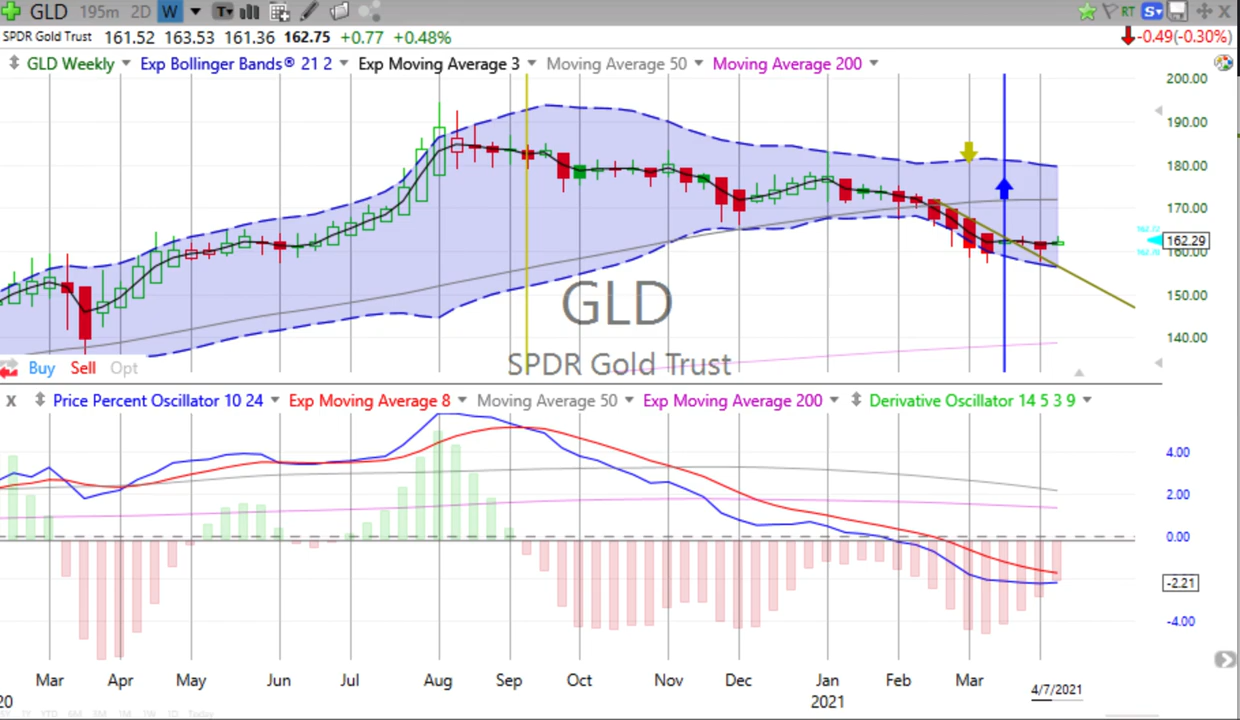 GLD 195m 2D W T RT S
SPDR Gold Trust 161.52 163.53 161.36 162.75 +0.77 +0.48% -0.49(-0.30%)
GLD Weekly Exp Bollinger Bands® 21 2 Exp Moving Average 3 Moving Average 50 Moving Average 200
200.00
190.00
180.00
170.00
162.29
160.00
150.00
140.00
GLD
SPDR Gold Trust
Buy Sell Opt
x Price Percent Oscillator 10 24 Exp Moving Average 8 Moving Average 50 Exp Moving Average 200 Derivative Oscillator 14 5 3 9
4.00
2.00
0.00
-2.21
-4.00
Mar Apr May Jun Jul Aug Sep Oct Nov Dec Jan Feb Mar
20 2021 4/7/2021
YTD Today